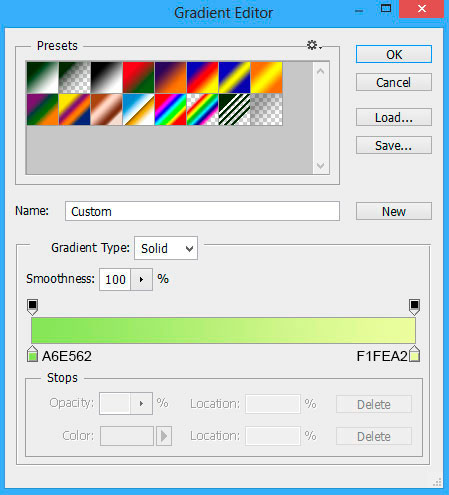 Gradient Editor
Presets
OK
Cancel
Load...
Save...
Name: Custom
New
Gradient Type: Solid
Smoothness: 100 %
A6E562 F1FEA2
Stops
Opacity: % Location: % Delete
Color: Location: % Delete